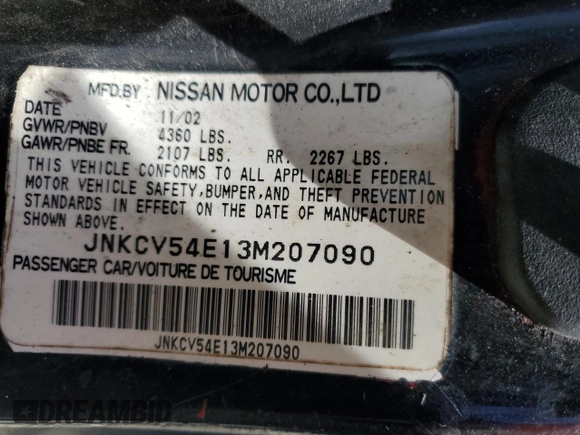 MFD.BY NISSAN MOTOR CO.,LTD
DATE 11/02
GVWR/PNBV 4360 LBS.
GAWR/PNBE FR. 2107 LBS. RR. 2267 LBS.
THIS VEHICLE CONFORMS TO ALL APPLICABLE FEDERAL
MOTOR VEHICLE SAFETY,BUMPER,AND THEFT PREVENTION
STANDARDS IN EFFECT ON THE DATE OF MANUFACTURE
SHOWN ABOVE.
JNKCV54E13M207090
PASSENGER CAR/VOITURE DE TOURISME
JNKCV54E13M207090
DREAMBID